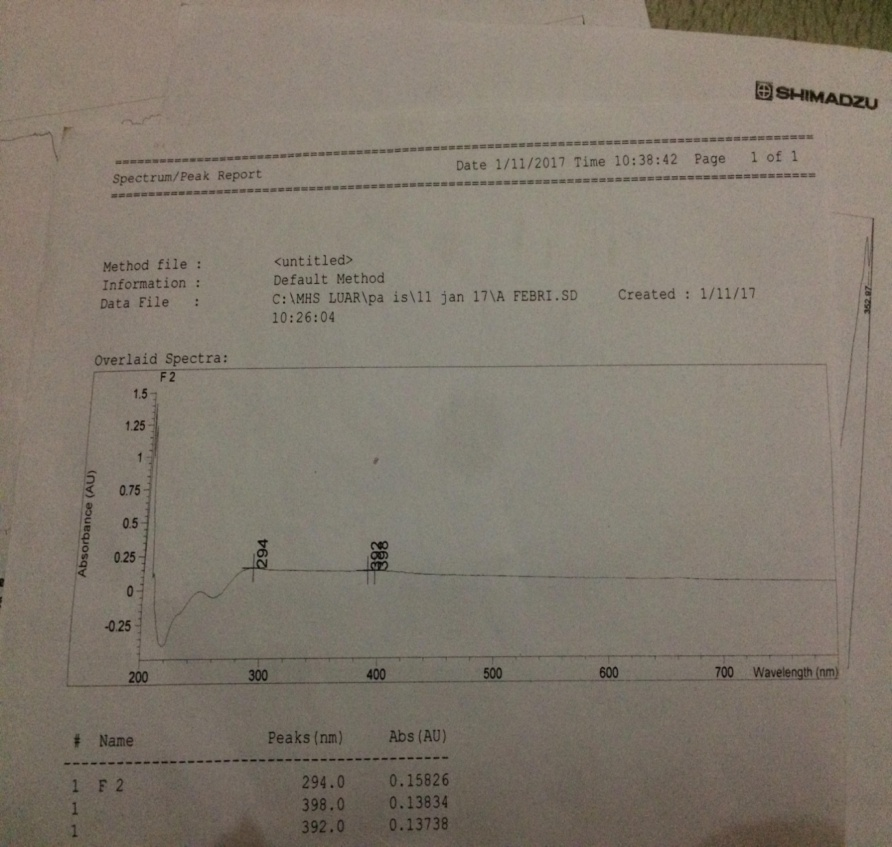 SHIMADZU
Spectrum/Peak Report Date 1/11/2017 Time 10:38:42 Page 1 of 1
Method file : <untitled>
Information : Default Method
Data File : C:\MHS LUAR\pa is\11 jan 17\A FEBRI.SD Created : 1/11/17
10:26:04
Overlaid Spectra:
F 2
1.5
1.25
1
0.75
0.5
0.25
0
-0.25
Absorbance (AU)
294
392
398
200 300 400 500 600 700 Wavelength (nm)
# Name Peaks(nm) Abs(AU)
1 F 2 294.0 0.15826
1 398.0 0.13834
1 392.0 0.13738